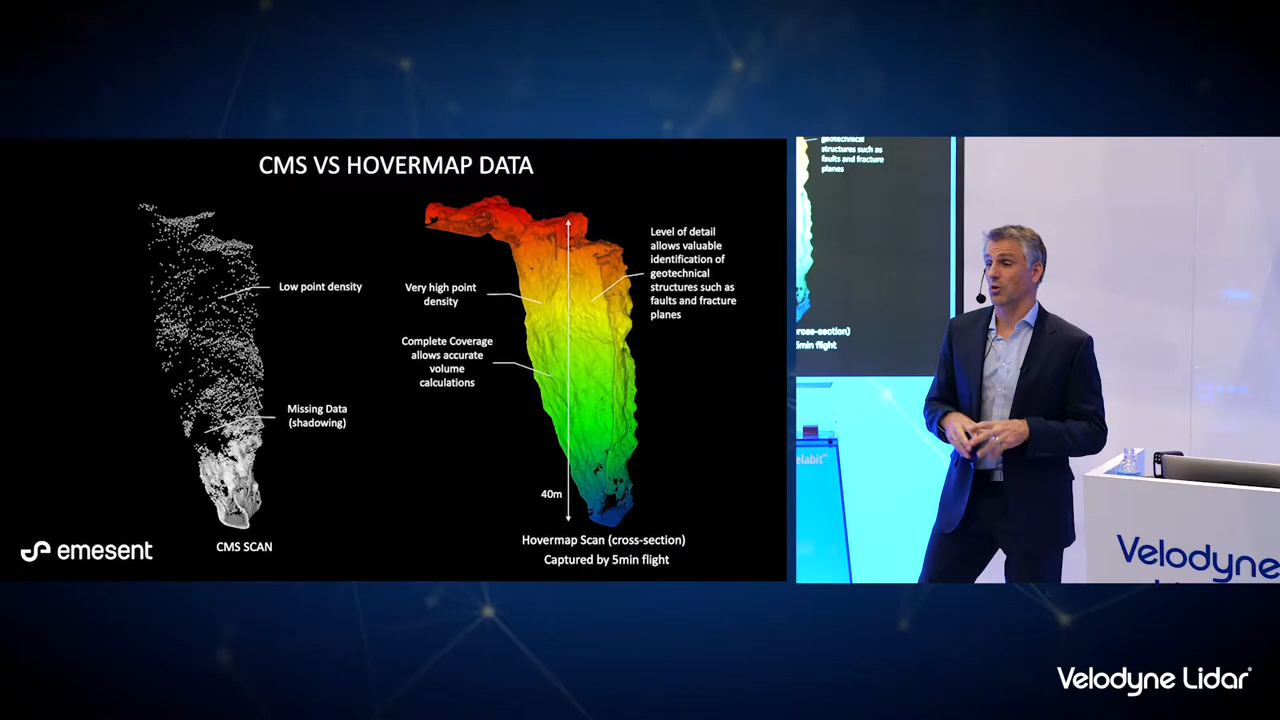 CMS VS HOVERMAP DATA
Low point density
Missing Data
(shadowing)
CMS SCAN
emesent
Very high point
density
Complete Coverage
allows accurate
volume
calculations
Level of detail
allows valuable
identification of
geotechnical
structures such as
faults and fracture
planes
40m
Hovermap Scan (cross-section)
Captured by 5min flight
geotechnical
structures such as
faults and fracture
planes
cross-section)
5min flight
elabit™
Velodyne
Velodyne Lidar®